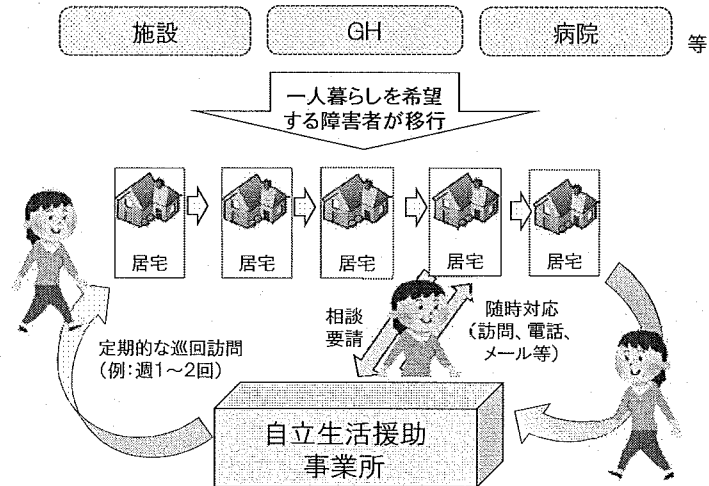 施設
GH
病院
等
一人暮らしを希望
する障害者が移行
居宅
居宅
居宅
居宅
居宅
定期的な巡回訪問
(例:週1～2回)
相談
要請
随時対応
(訪問、電話、
メール等)
自立生活援助
事業所